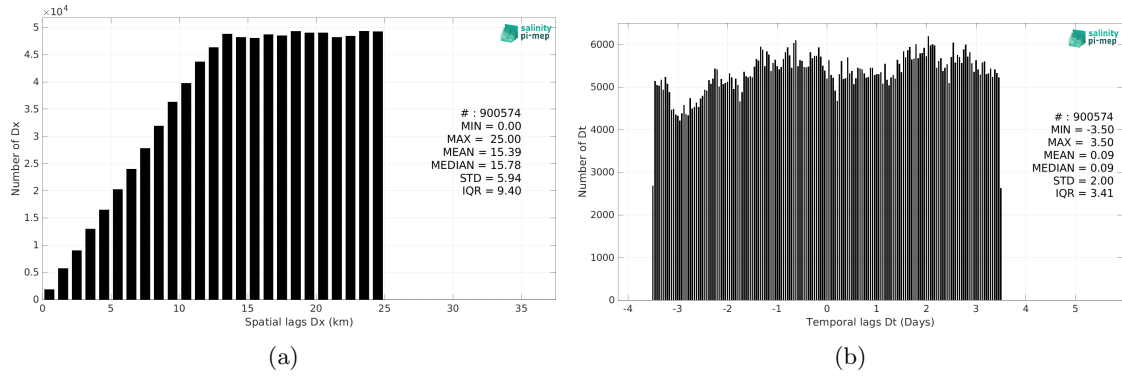 ×10⁴
5
4.5
4
3.5
3
2.5
2
1.5
1
0.5
0
Number of Dx
0 5 10 15 20 25 30 35
Spatial lags Dx (km)
salinity
pi-mep
# : 900574
MIN = 0.00
MAX = 25.00
MEAN = 15.39
MEDIAN = 15.78
STD = 5.94
IQR = 9.40
(a)
6000
5000
4000
3000
2000
1000
0
Number of Dt
-4 -3 -2 -1 0 1 2 3 4 5
Temporal lags Dt (Days)
salinity
pi-mep
# : 900574
MIN = -3.50
MAX = 3.50
MEAN = 0.09
MEDIAN = 0.09
STD = 2.00
IQR = 3.41
(b)